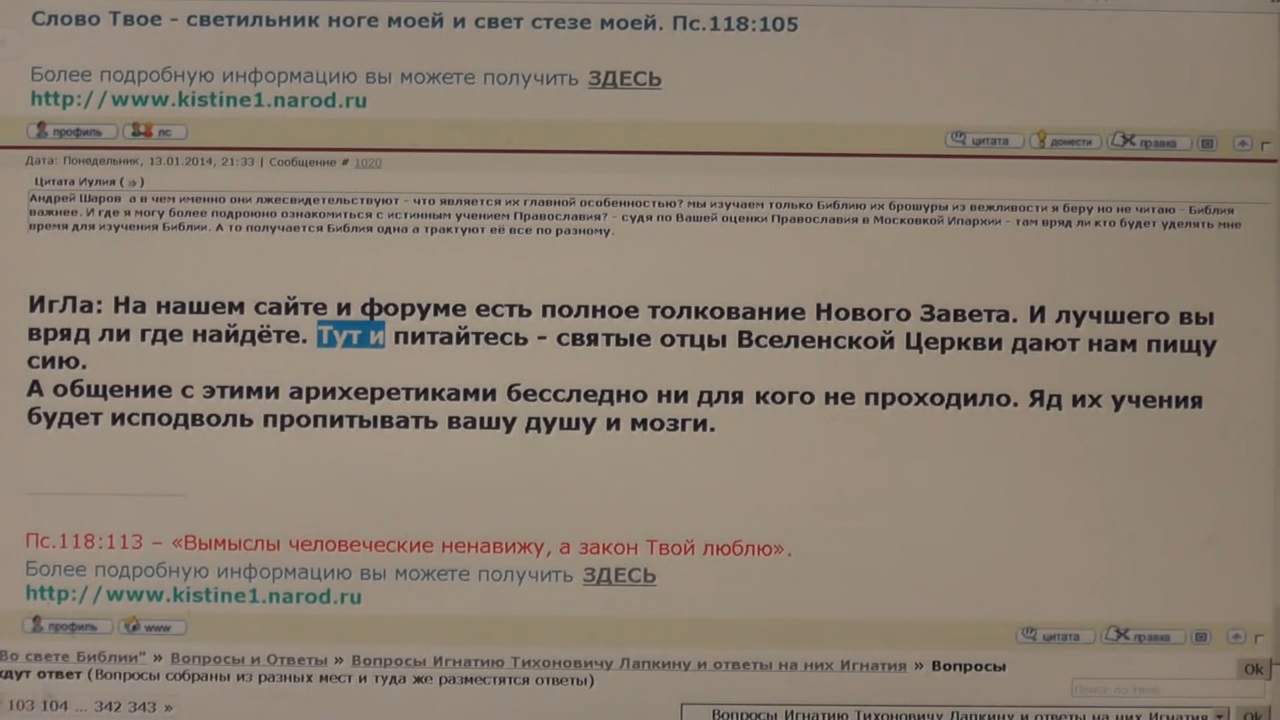 Слово Твое - светильник ноге моей и свет стезе моей. Пс.118:105
Более подробную информацию вы можете получить ЗДЕСЬ
http://www.kistine1.narod.ru
профиль лс цитата донести правка
Дата: Понедельник, 13.01.2014, 21:33 | Сообщение # 1020
Цитата Иулия ( » )
Андрей Шаров а в чем именно они лжесвидетельствуют - что является их главной особенностью? мы изучаем только Библию их брошуры из вежливости я беру но не читаю - Библия
важнее. И где я могу более подроюно ознакомиться с истинным учением Православия? - судя по Вашей оценки Православия в Московкой Ипархии - там вряд ли кто будет уделять мне
время для изучения Библии. А то получается Библия одна а трактуют её все по разному.
ИгЛа: На нашем сайте и форуме есть полное толкование Нового Завета. И лучшего вы
вряд ли где найдёте. Тут и питайтесь - святые отцы Вселенской Церкви дают нам пищу
сию.
А общение с этими арихеретиками бесследно ни для кого не проходило. Яд их учения
будет исподволь пропитывать вашу душу и мозги.
Пс.118:113 – «Вымыслы человеческие ненавижу, а закон Твой люблю».
Более подробную информацию вы можете получить ЗДЕСЬ
http://www.kistine1.narod.ru
профиль www цитата правка
Во свете Библии" » Вопросы и Ответы » Вопросы Игнатию Тихоновичу Лапкину и ответы на них Игнатия » Вопросы
ждут ответ (Вопросы собраны из разных мест и туда же разместятся ответы)
Ok
103 104 ... 342 343 »
Вопросы Игнатию Тихоновичу Лапкину и ответы на них Игнатия Ok